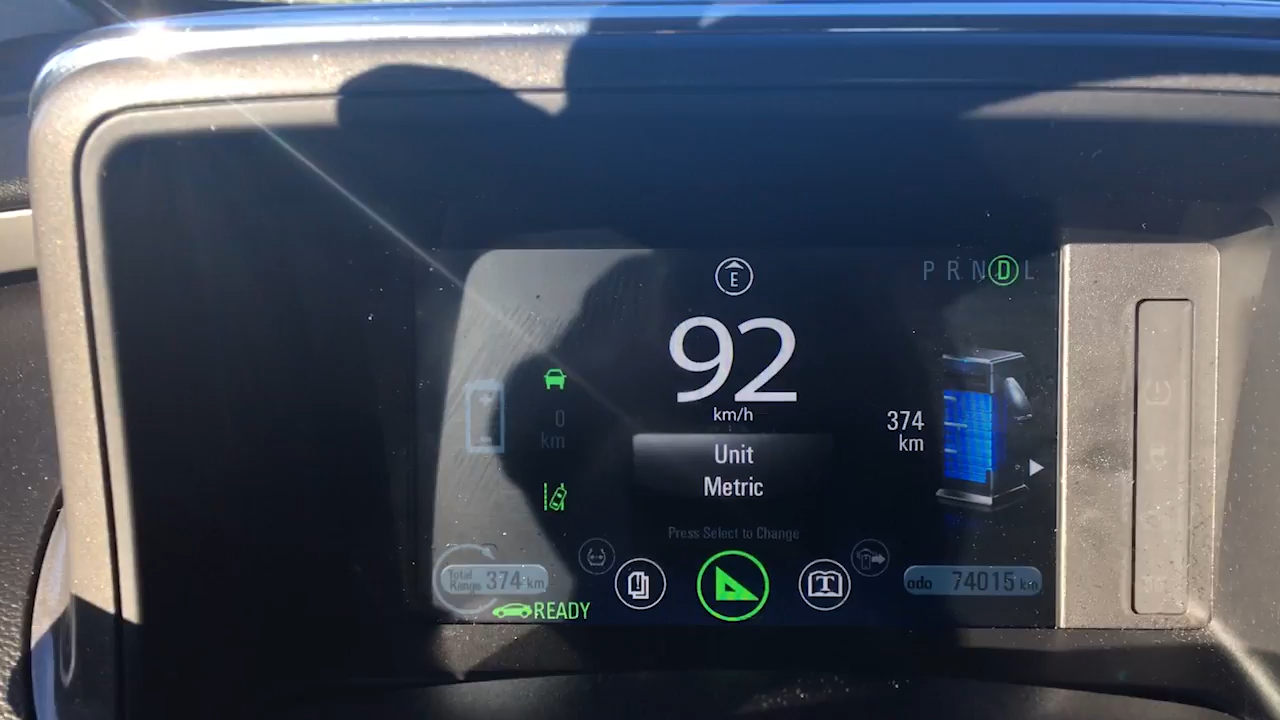 E
P R N D L
92
km/h
0
km
374
km
Unit
Metric
Press Select to Change
Total
Range 374 km
odo 74015 km
READY